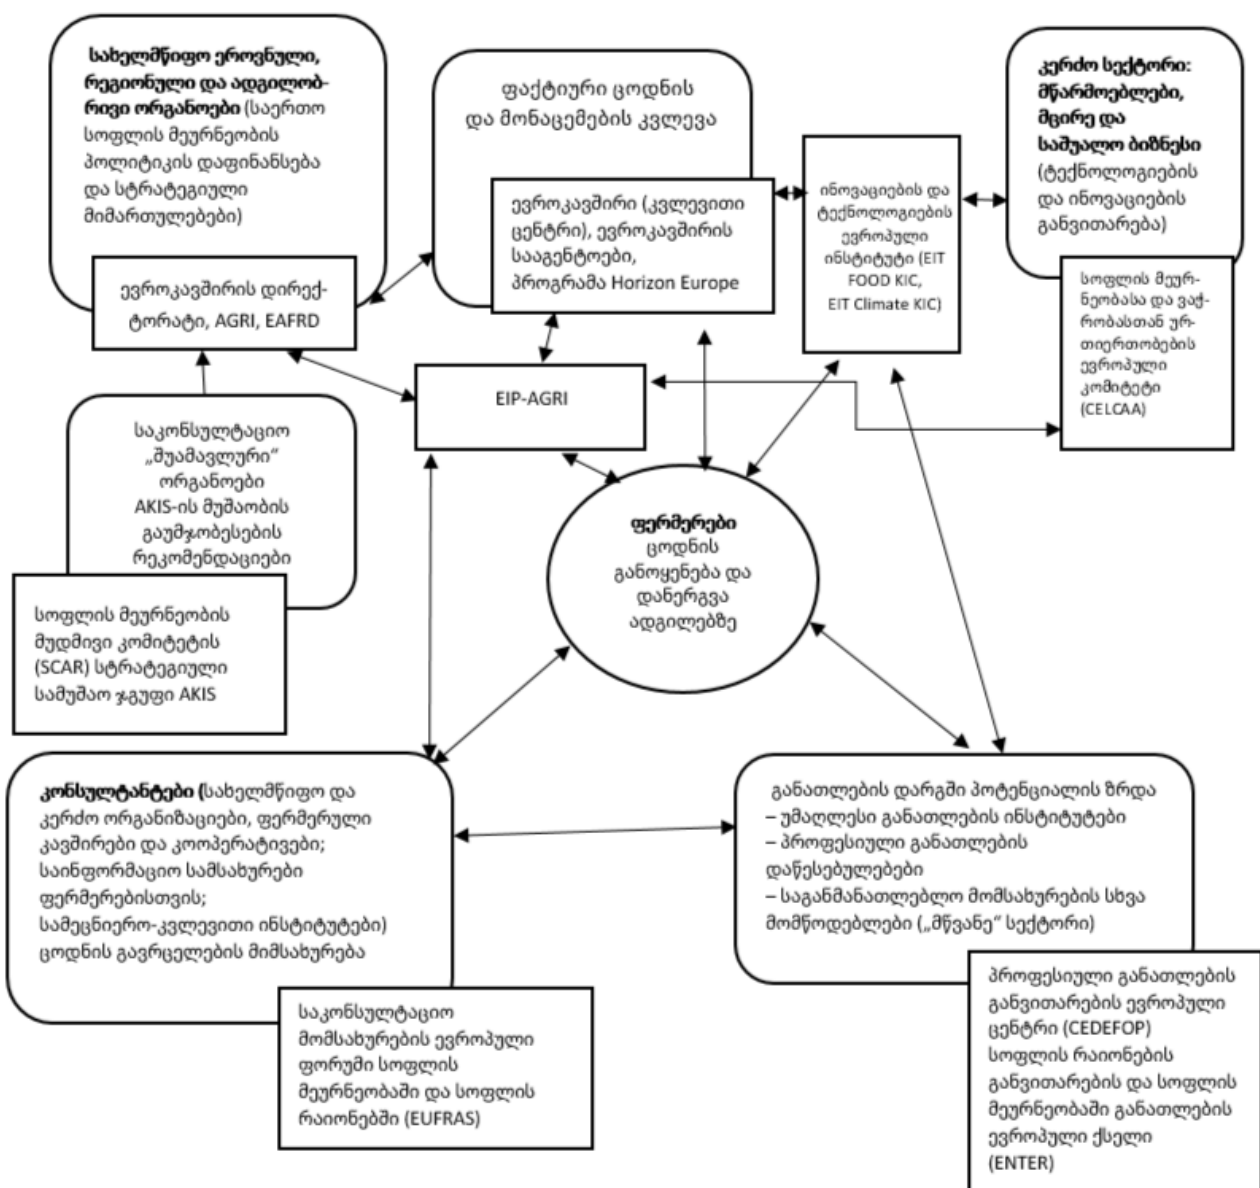 სახელმწიფო ეროვნული,
რეგიონული და ადგილობ-
რივი ორგანოები (საერთო
სოფლის მეურნეობის
პოლიტიკის დაფინანსება
და სტრატეგიული
მიმართულებები)
ევროკავშირის დირექ-
ტორატი, AGRI, EAFRD
ფაქტიური ცოდნის
და მონაცემების კვლევა
ევროკავშირი (კვლევითი
ცენტრი), ევროკავშირის
სააგენტოები,
პროგრამა Horizon Europe
ინოვაციების და
ტექნოლოგიების
ევროპული
ინსტიტუტი (EIT
FOOD KIC,
EIT Climate KIC)
კერძო სექტორი:
მწარმოებლები,
მცირე და
საშუალო ბიზნესი
(ტექნოლოგიების
და ინოვაციების
განვითარება)
სოფლის მეურ-
ნეობასა და ვაჭ-
რობასთან ურ-
თიერთობების
ევროპული
კომიტეტი
(CELCAA)
EIP-AGRI
საკონსულტაციო
„შუამავლური“
ორგანოები
AKIS-ის მუშაობის
გაუმჯობესების
რეკომენდაციები
სოფლის მეურნეობის
მუდმივი კომიტეტის
(SCAR) სტრატეგიული
სამუშაო ჯგუფი AKIS
ფერმერები
ცოდნის
განოყენება და
დანერგვა
ადგილებზე
კონსულტანტები (სახელმწიფო და
კერძო ორგანიზაციები, ფერმერული
კავშირები და კოოპერატივები;
საინფორმაციო სამსახურები
ფერმერებისთვის;
სამეცნიერო-კვლევითი ინსტიტუტები)
ცოდნის გავრცელების მიმსახურება
საკონსულტაციო
მომსახურების ევროპული
ფორუმი სოფლის
მეურნეობაში და სოფლის
რაიონებში (EUFRAS)
განათლების დარგში პოტენციალის ზრდა
– უმაღლესი განათლების ინსტიტუტები
– პროფესიული განათლების
დაწესებულებები
– საგანმანათლებლო მომსახურების სხვა
მომწოდებლები („მწვანე“ სექტორი)
პროფესიული განათლების
განვითარების ევროპული
ცენტრი (CEDEFOP)
სოფლის რაიონების
განვითარების და სოფლის
მეურნეობაში განათლების
ევროპული ქსელი
(ENTER)